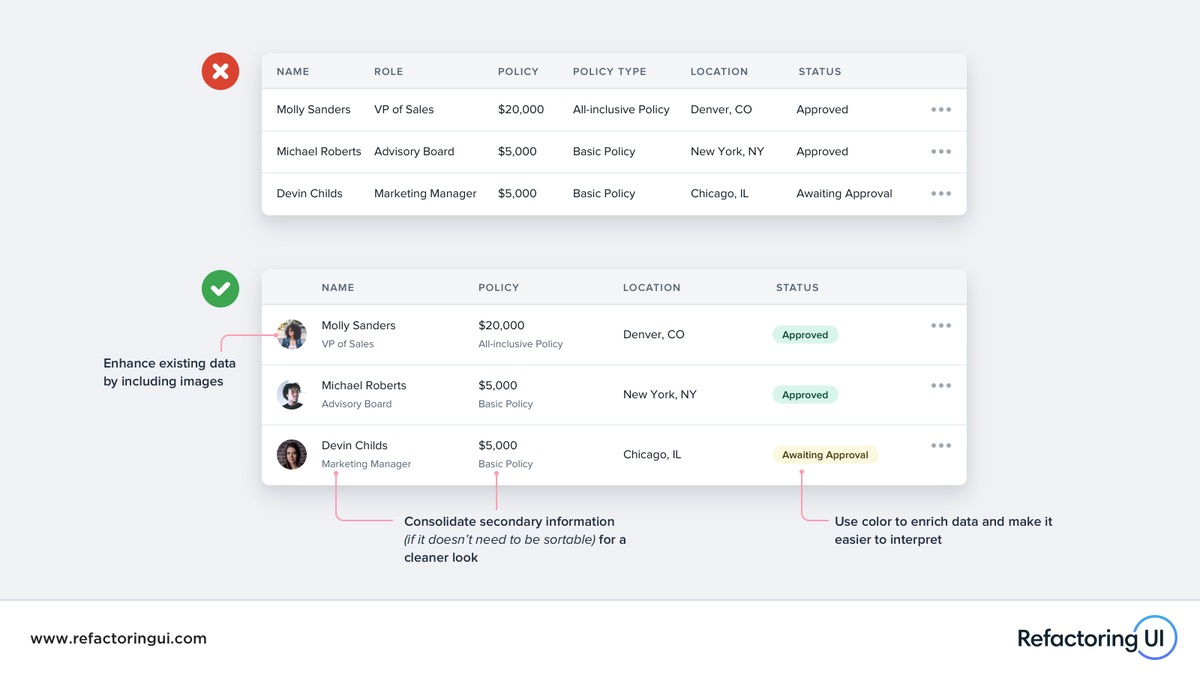 NAME ROLE POLICY POLICY TYPE LOCATION STATUS
Molly Sanders VP of Sales $20,000 All-inclusive Policy Denver, CO Approved
Michael Roberts Advisory Board $5,000 Basic Policy New York, NY Approved
Devin Childs Marketing Manager $5,000 Basic Policy Chicago, IL Awaiting Approval
NAME POLICY LOCATION STATUS
Molly Sanders $20,000
Denver, CO Approved
VP of Sales All-inclusive Policy
Enhance existing data
by including images
Michael Roberts $5,000
New York, NY Approved
Advisory Board Basic Policy
Devin Childs $5,000
Chicago, IL Awaiting Approval
Marketing Manager Basic Policy
Consolidate secondary information
(if it doesn’t need to be sortable) for a
cleaner look
Use color to enrich data and make it
easier to interpret
www.refactoringui.com
Refactoring UI